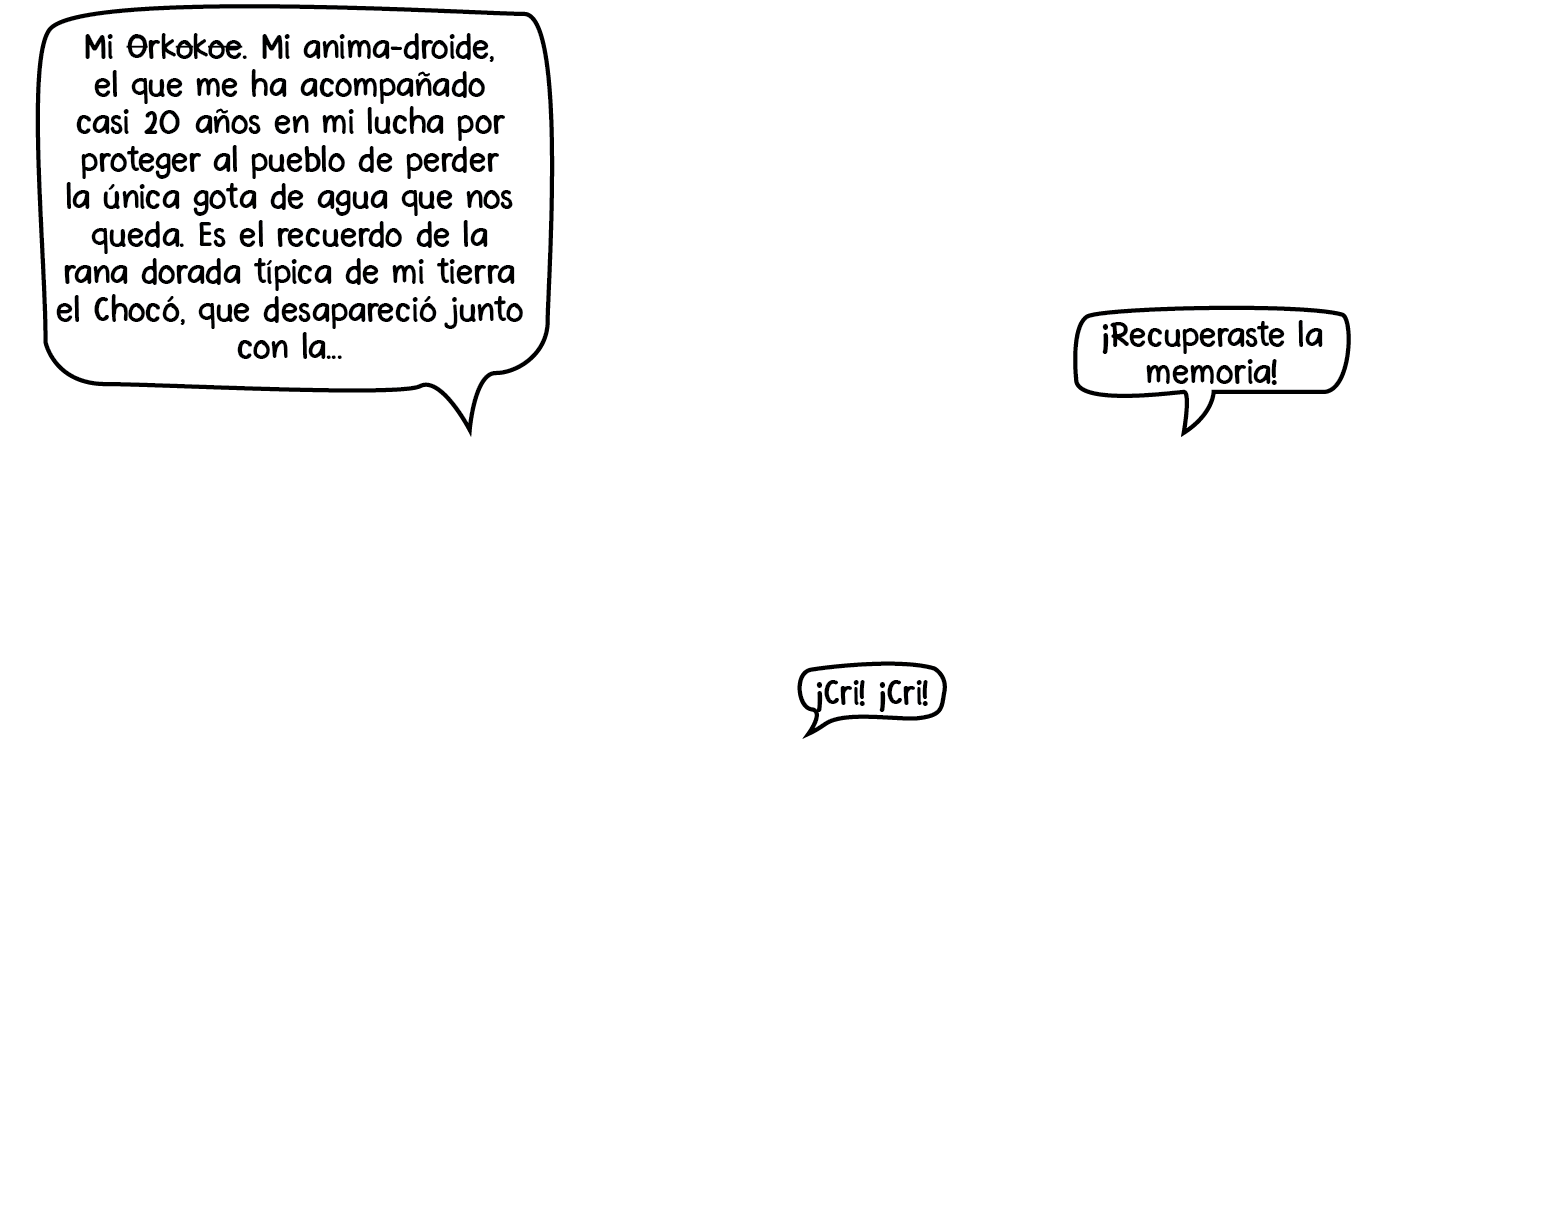 Mi Orkokoe. Mi anima-droide,
el que me ha acompañado
casi 20 años en mi lucha por
proteger al pueblo de perder
la única gota de agua que nos
queda. Es el recuerdo de la
rana dorada típica de mi tierra
el Chocó, que desapareció junto
con la...
¡Recuperaste la
memoria!
¡Cri! ¡Cri!